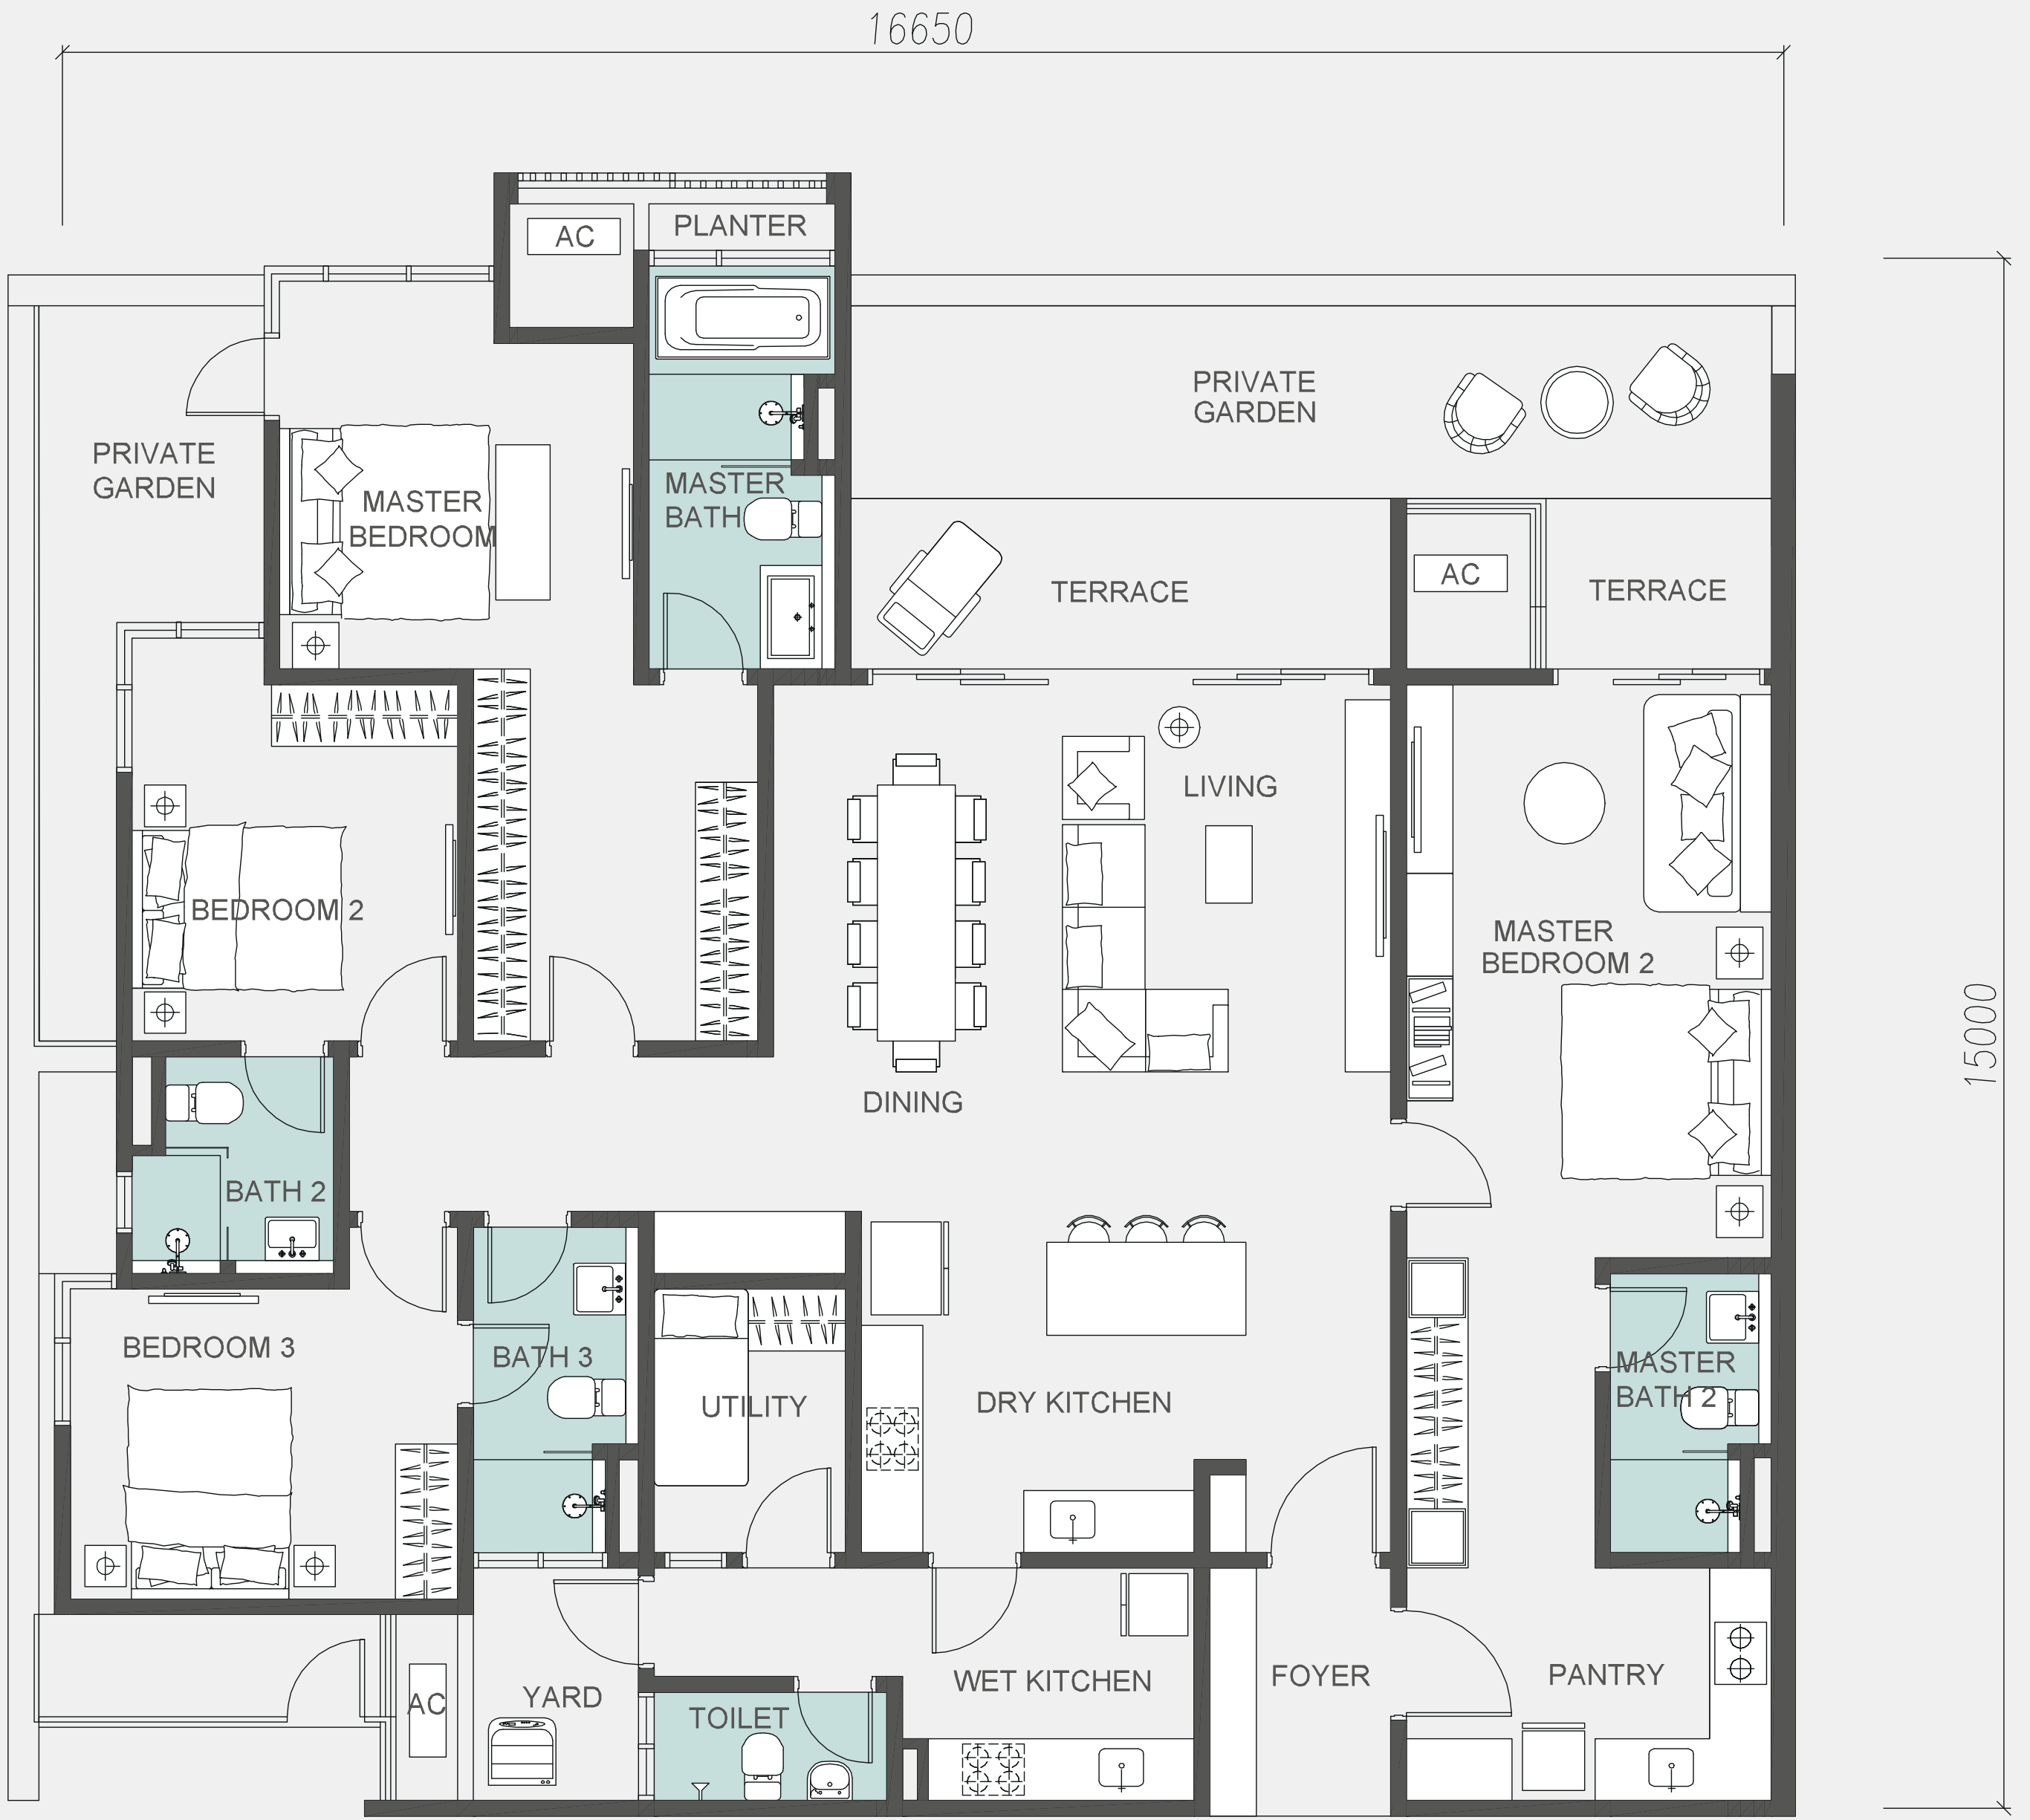 16650
PLANTER
AC
PRIVATE
GARDEN
PRIVATE
GARDEN
MASTER
BEDROOM
MASTER
BATH
TERRACE
AC
TERRACE
LIVING
BEDROOM 2
MASTER
BEDROOM 2
15000
DINING
BATH 2
BEDROOM 3
BATH 3
UTILITY
DRY KITCHEN
MASTER
BATH 2
AC
YARD
TOILET
WET KITCHEN
FOYER
PANTRY